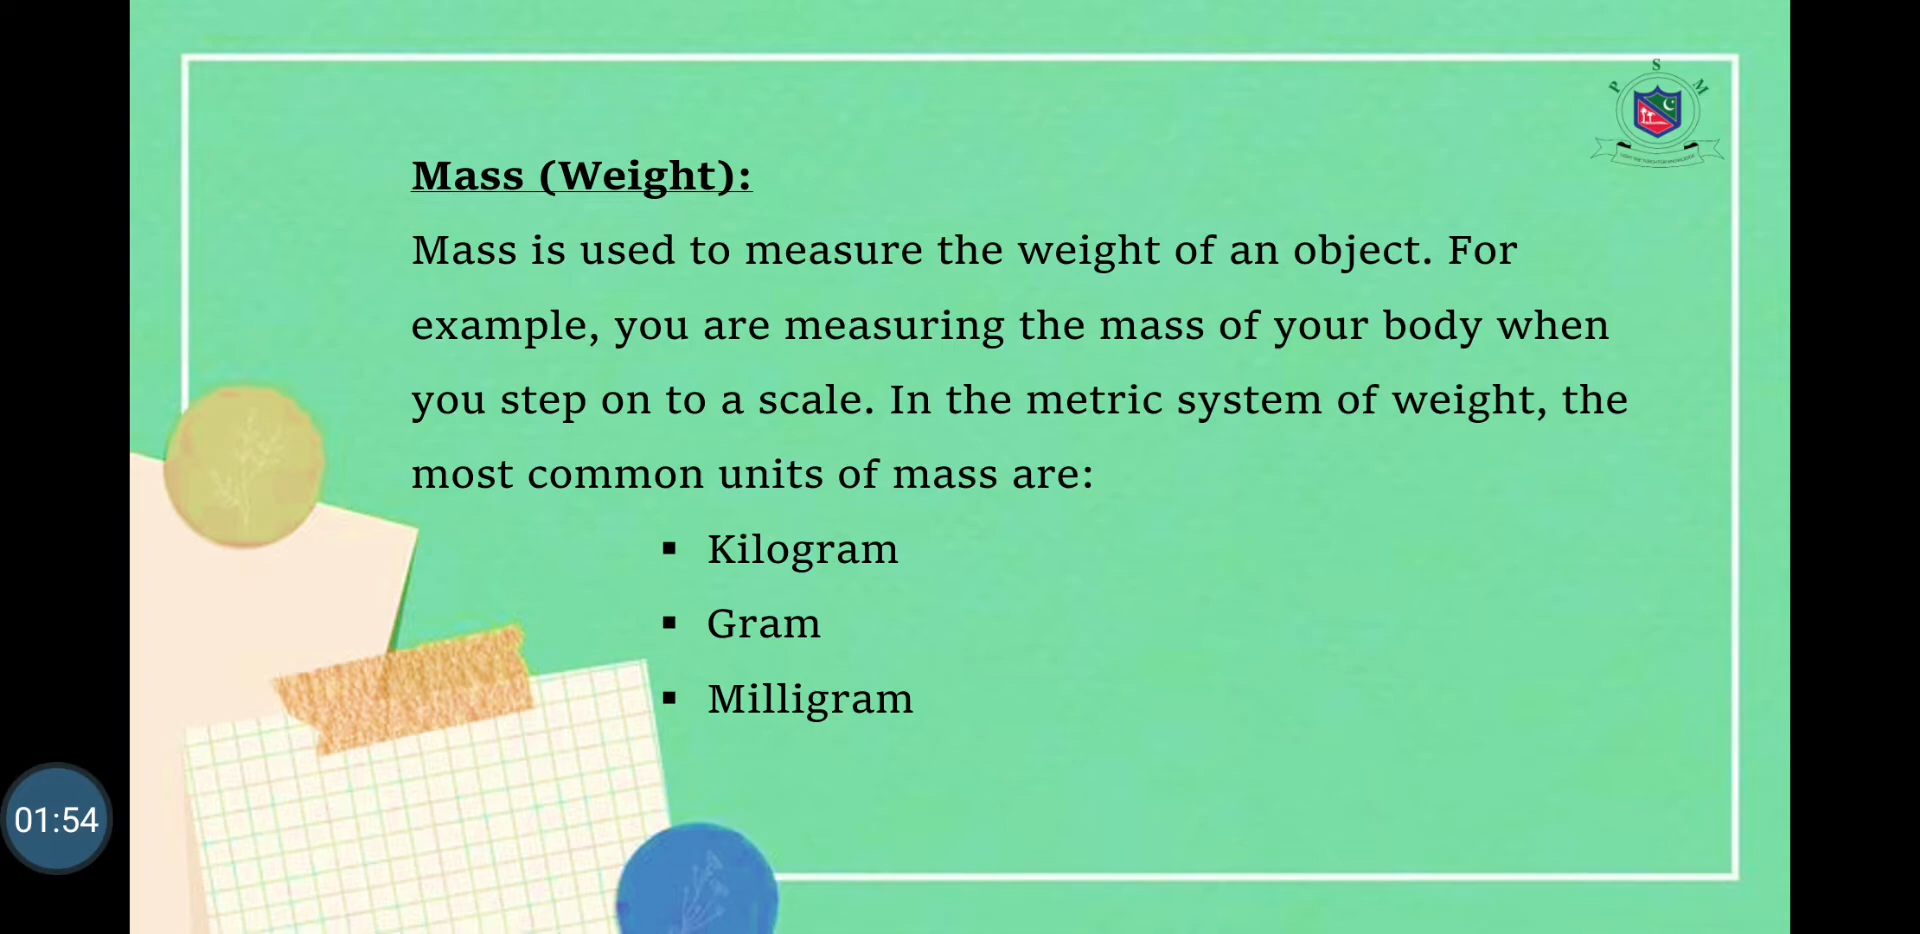 P S M
Mass (Weight):
Mass is used to measure the weight of an object. For
example, you are measuring the mass of your body when
you step on to a scale. In the metric system of weight, the
most common units of mass are:
▪ Kilogram
▪ Gram
▪ Milligram
01:54